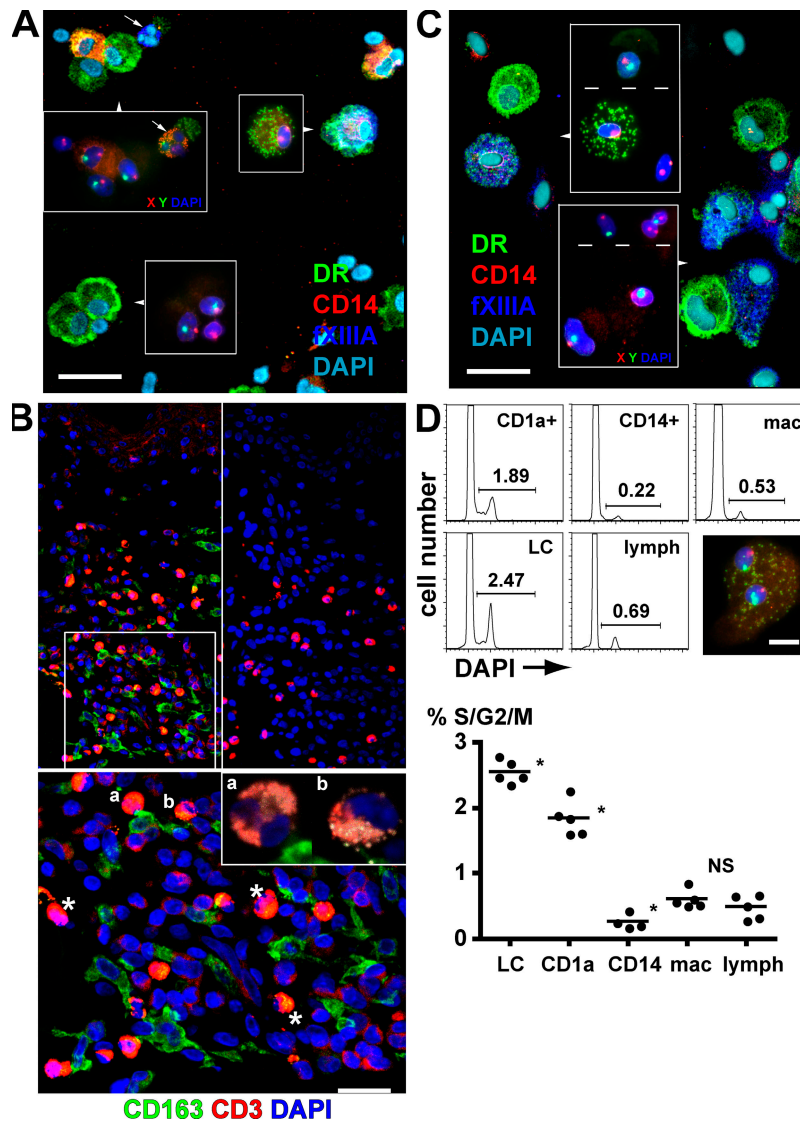 A
X Y DAPI
DR
CD14
fXIIIA
DAPI
C
DR
CD14
fXIIIA
DAPI
X Y DAPI
B
a
b
a
b
*
*
*
CD163 CD3 DAPI
D
cell number
CD1a+
1.89
CD14+
0.22
mac
0.53
LC
2.47
lymph
0.69
DAPI
% S/G2/M
3
2
1
0
*
*
*
NS
LC CD1a CD14 mac lymph